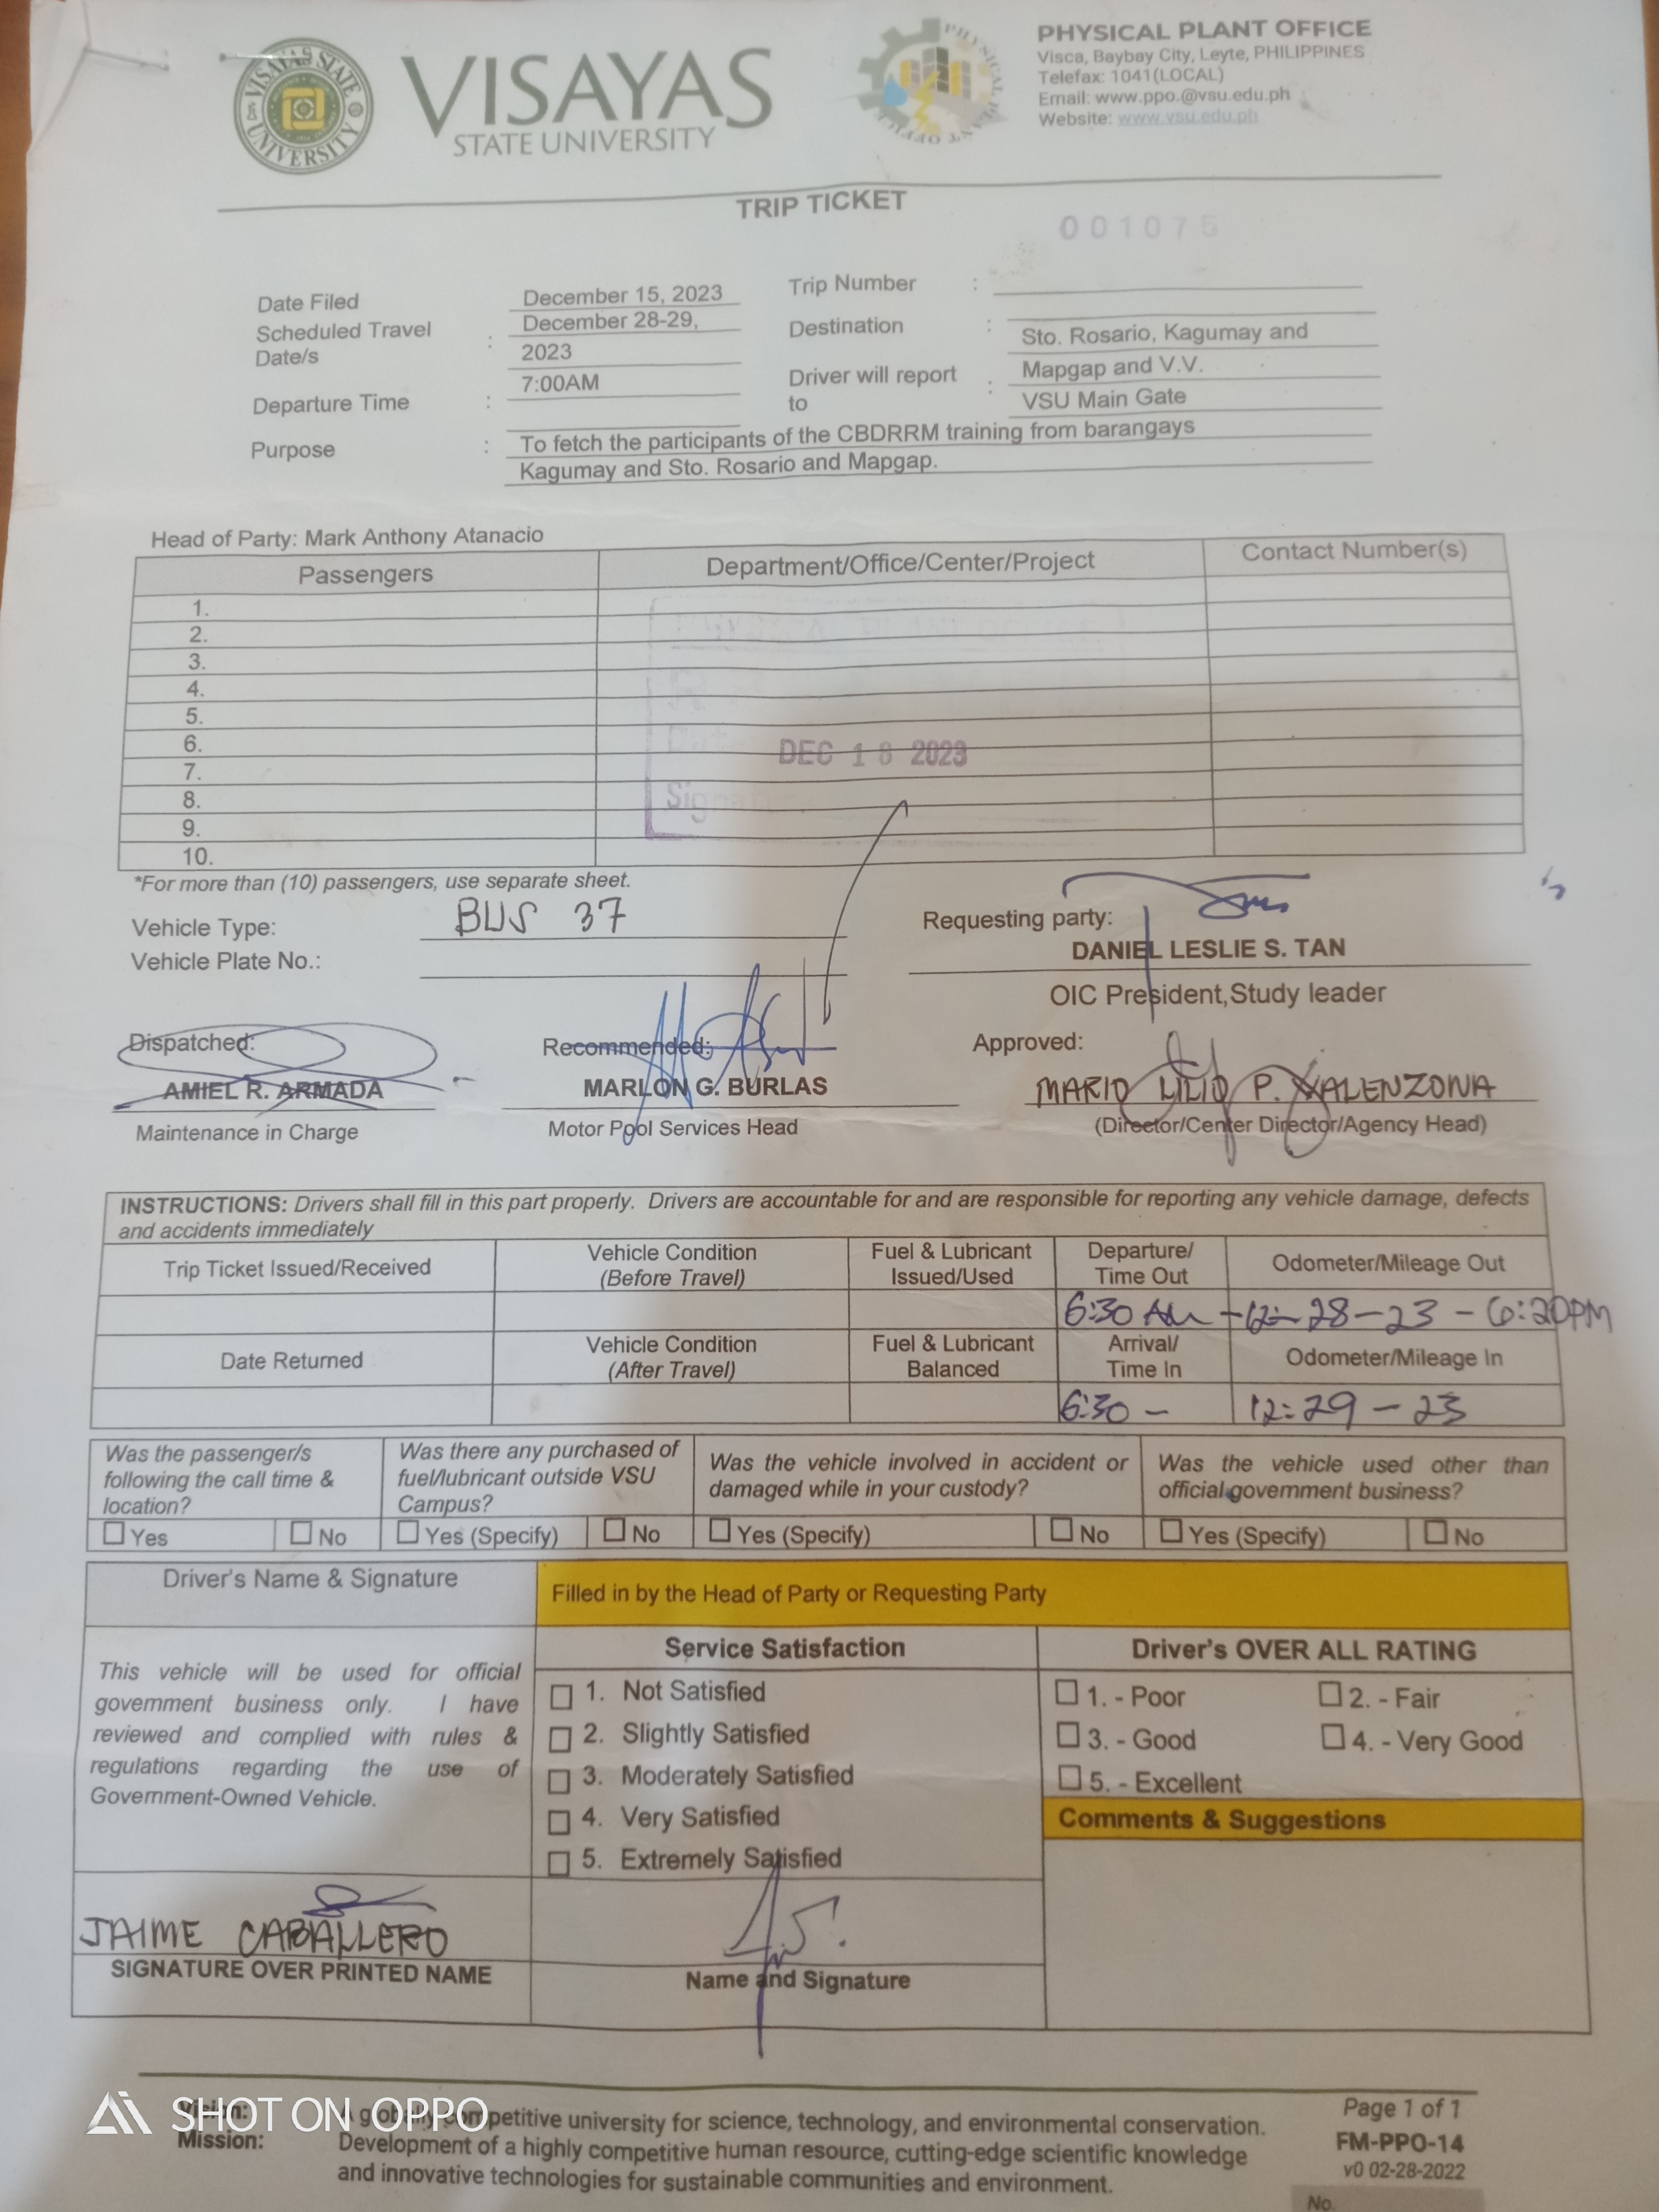 VISAYAS
STATE UNIVERSITY
VISAYAS STATE UNIVERSITY
PHYSICAL PLANT OFFICE
PHYSICAL PLANT OFFICE
Visca, Baybay City, Leyte, PHILIPPINES
Telefax: 1041(LOCAL)
Email: www.ppo.@vsu.edu.ph
Website: www.vsu.edu.ph
TRIP TICKET
001075
Date Filed December 15, 2023 Trip Number :
Scheduled Travel Date/s : December 28-29, 2023 Destination : Sto. Rosario, Kagumay and Mapgap and V.V.
Departure Time : 7:00AM Driver will report to : VSU Main Gate
Purpose : To fetch the participants of the CBDRRM training from barangays
Kagumay and Sto. Rosario and Mapgap.
Head of Party: Mark Anthony Atanacio
Passengers Department/Office/Center/Project Contact Number(s)
1.
2.
3.
4.
5.
6.
7.
8.
9.
10.
DEC 18 2023
*For more than (10) passengers, use separate sheet.
Vehicle Type: BUS 37 Requesting party:
Vehicle Plate No.: DANIEL LESLIE S. TAN
OIC President,Study leader
Dispatched: Recommended: Approved:
AMIEL R. ARMADA MARLON G. BURLAS MARIO LILIO P. VALENZONA
Maintenance in Charge Motor Pool Services Head (Director/Center Director/Agency Head)
INSTRUCTIONS: Drivers shall fill in this part properly. Drivers are accountable for and are responsible for reporting any vehicle damage, defects
and accidents immediately
Trip Ticket Issued/Received Vehicle Condition (Before Travel) Fuel & Lubricant Issued/Used Departure/ Time Out Odometer/Mileage Out
6:30 AM - 12-28-23 - 6:20PM
Date Returned Vehicle Condition (After Travel) Fuel & Lubricant Balanced Arrival/ Time In Odometer/Mileage In
6:30 - 12-29-23
Was the passenger/s following the call time & location?
Yes No
Was there any purchased of fuel/lubricant outside VSU Campus?
Yes (Specify) No
Was the vehicle involved in accident or damaged while in your custody?
Yes (Specify) No
Was the vehicle used other than official government business?
Yes (Specify) No
Driver's Name & Signature Filled in by the Head of Party or Requesting Party
This vehicle will be used for official
government business only. I have
reviewed and complied with rules &
regulations regarding the use of
Government-Owned Vehicle.
Service Satisfaction
1. Not Satisfied
2. Slightly Satisfied
3. Moderately Satisfied
4. Very Satisfied
5. Extremely Satisfied
Driver's OVER ALL RATING
1. - Poor 2. - Fair
3. - Good 4. - Very Good
5. - Excellent
Comments & Suggestions
JAIME CABALLERO
SIGNATURE OVER PRINTED NAME Name and Signature
SHOT ON OPPO
Vision: A globally competitive university for science, technology, and environmental conservation.
Mission: Development of a highly competitive human resource, cutting-edge scientific knowledge
and innovative technologies for sustainable communities and environment.
Page 1 of 1
FM-PPO-14
v0 02-28-2022
No.